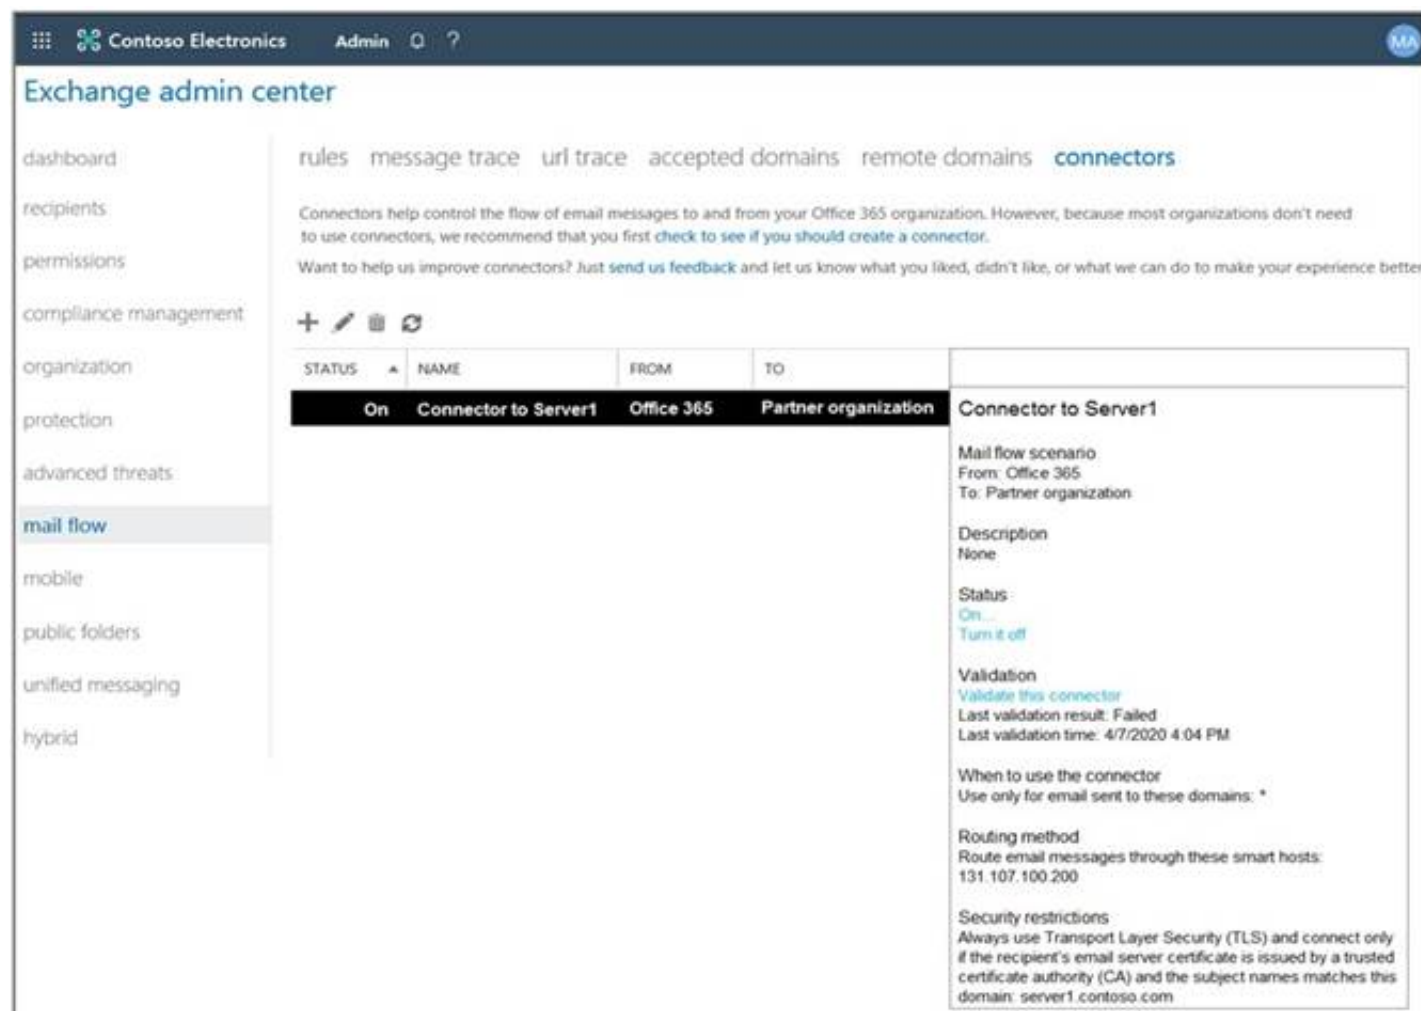 Contoso Electronics Admin ?
MA
Exchange admin center
dashboard
recipients
permissions
compliance management
organization
protection
advanced threats
mail flow
mobile
public folders
unified messaging
hybrid
rules message trace url trace accepted domains remote domains connectors
Connectors help control the flow of email messages to and from your Office 365 organization. However, because most organizations don't need
to use connectors, we recommend that you first check to see if you should create a connector.
Want to help us improve connectors? Just send us feedback and let us know what you liked, didn't like, or what we can do to make your experience better
STATUS NAME FROM TO
On Connector to Server1 Office 365 Partner organization
Connector to Server1
Mail flow scenario
From: Office 365
To: Partner organization
Description
None
Status
On...
Turn it off
Validation
Validate this connector
Last validation result: Failed
Last validation time: 4/7/2020 4:04 PM
When to use the connector
Use only for email sent to these domains: *
Routing method
Route email messages through these smart hosts:
131.107.100.200
Security restrictions
Always use Transport Layer Security (TLS) and connect only
if the recipient's email server certificate is issued by a trusted
certificate authority (CA) and the subject names matches this
domain: server1.contoso.com